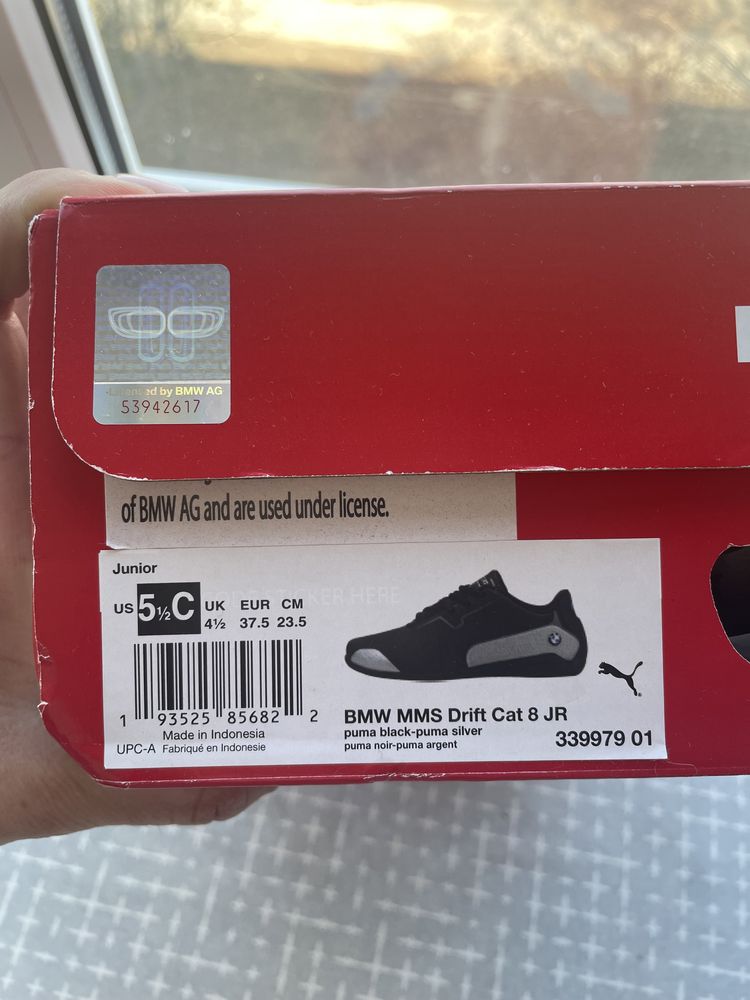 Licensed by BMW AG
53942617
of BMW AG and are used under license.
Junior
US 5½C UK 4½ EUR 37.5 CM 23.5
1 93525 85682 2
Made in Indonesia
UPC-A Fabriqué en Indonesie
BMW MMS Drift Cat 8 JR
puma black-puma silver
puma noir-puma argent
339979 01